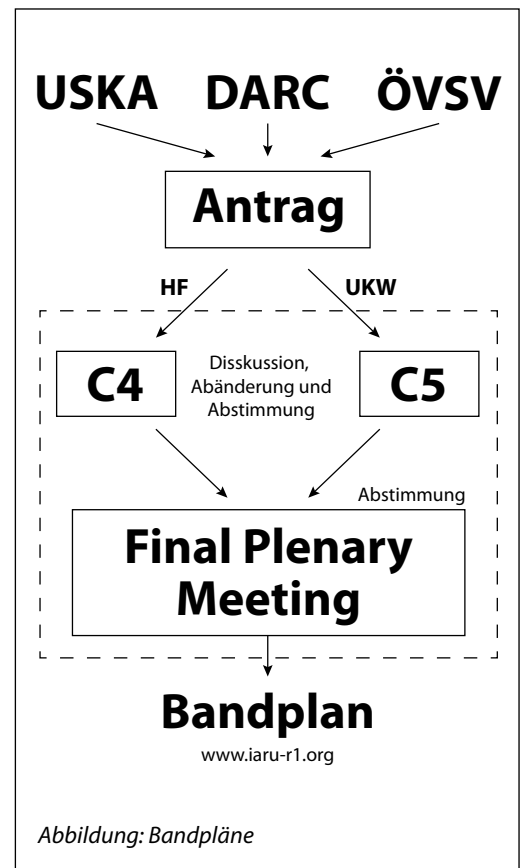 USKA DARC ÖVSV
Antrag
HF UKW
C4
Disskussion,
Abänderung und
Abstimmung
C5
Abstimmung
Final Plenary
Meeting
Bandplan
www.iaru-r1.org
Abbildung: Bandpläne